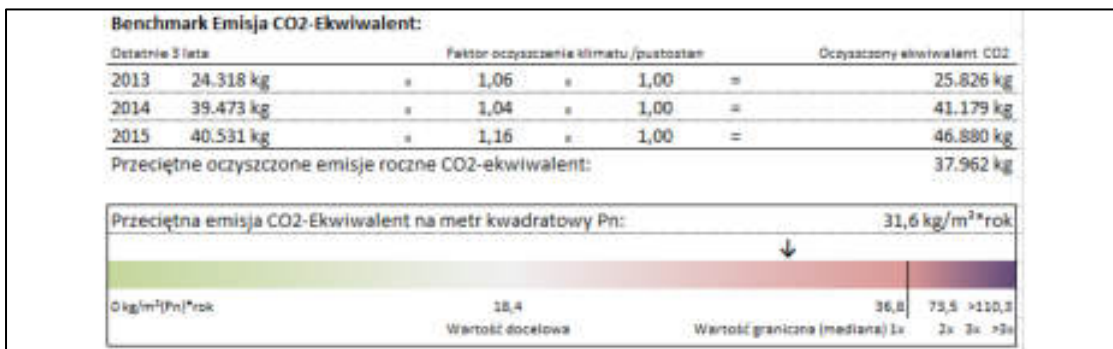 Benchmark Emisja CO2-Ekwiwalent:
Ostatnie 3 lata Faktor oczyszczenia klimatu /pustostan Oczyszczony ekwiwalent CO2
2013 24.318 kg x 1,06 x 1,00 = 25.826 kg
2014 39.473 kg x 1,04 x 1,00 = 41.179 kg
2015 40.531 kg x 1,16 x 1,00 = 46.880 kg
Przeciętne oczyszczone emisje roczne CO2-ekwiwalent: 37.962 kg
Przeciętna emisja CO2-Ekwiwalent na metr kwadratowy Pn: 31,6 kg/m²*rok
0 kg/m²(Pn)*rok 18,4 36,8 73,5 >110,3
Wartość docelowa Wartość graniczna (mediana) 1x 2x 3x >3x